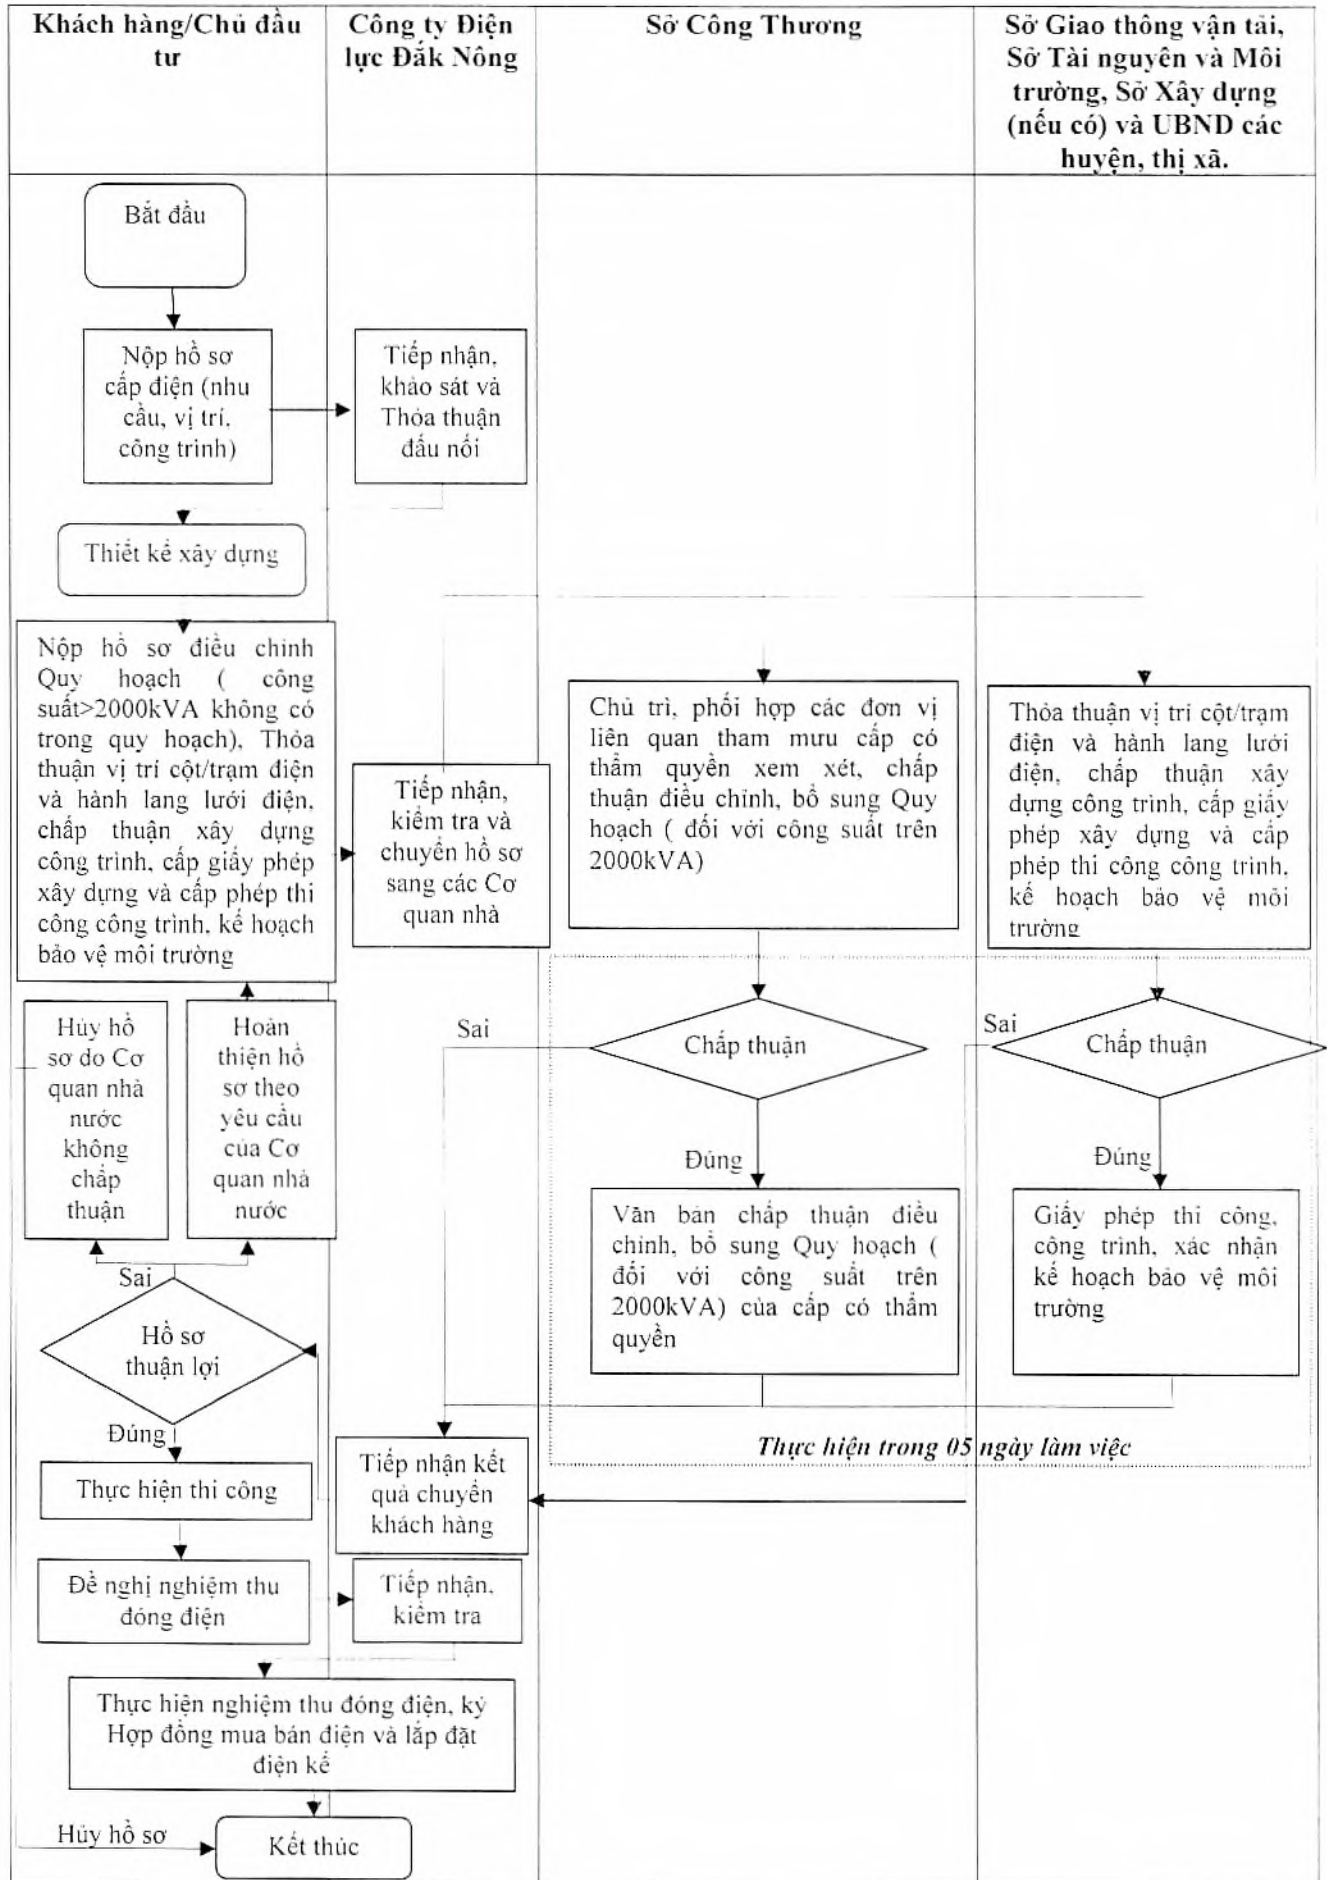 Khách hàng/Chủ đầu
tư
Công ty Điện
lực Đắk Nông
Sở Công Thương
Sở Giao thông vận tải,
Sở Tài nguyên và Môi
trường, Sở Xây dựng
(nếu có) và UBND các
huyện, thị xã.
Bắt đầu
Nộp hồ sơ
cấp điện (nhu
cầu, vị trí,
công trình)
Tiếp nhận,
khảo sát và
Thỏa thuận
đấu nối
Thiết kế xây dựng
Nộp hồ sơ điều chỉnh
Quy hoạch ( công
suất>2000kVA không có
trong quy hoạch), Thỏa
thuận vị trí cột/trạm điện
và hành lang lưới điện,
chấp thuận xây dựng
công trình, cấp giấy phép
xây dựng và cấp phép thi
công công trình, kế hoạch
bảo vệ môi trường
Tiếp nhận,
kiểm tra và
chuyển hồ sơ
sang các Cơ
quan nhà
Chủ trì, phối hợp các đơn vị
liên quan tham mưu cấp có
thẩm quyền xem xét, chấp
thuận điều chỉnh, bổ sung Quy
hoạch ( đối với công suất trên
2000kVA)
Thỏa thuận vị trí cột/trạm
điện và hành lang lưới
điện, chấp thuận xây
dựng công trình, cấp giấy
phép xây dựng và cấp
phép thi công công trình,
kế hoạch bảo vệ môi
trường
Hủy hồ
sơ do Cơ
quan nhà
nước
không
chấp
thuận
Hoàn
thiện hồ
sơ theo
yêu cầu
của Cơ
quan nhà
nước
Sai
Chấp thuận
Sai
Chấp thuận
Đúng
Đúng
Văn bản chấp thuận điều
chỉnh, bổ sung Quy hoạch (
đối với công suất trên
2000kVA) của cấp có thẩm
quyền
Giấy phép thi công,
công trình, xác nhận
kế hoạch bảo vệ môi
trường
Sai
Hồ sơ
thuận lợi
Đúng
Thực hiện trong 05 ngày làm việc
Thực hiện thi công
Tiếp nhận kết
quả chuyển
khách hàng
Đề nghị nghiệm thu
đóng điện
Tiếp nhận,
kiểm tra
Thực hiện nghiệm thu đóng điện, ký
Hợp đồng mua bán điện và lắp đặt
điện kế
Hủy hồ sơ
Kết thúc